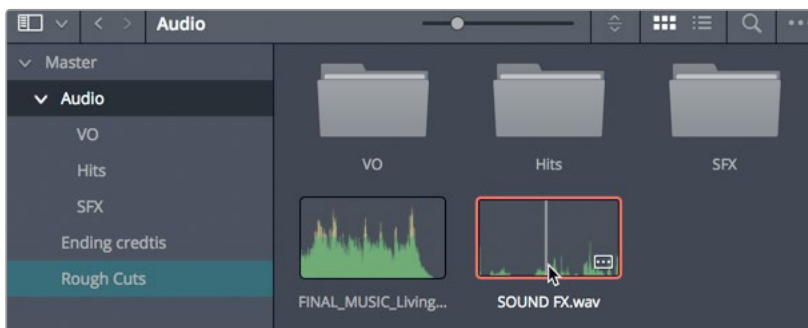 Audio
Master
Audio
VO
Hits
SFX
Ending credtis
Rough Cuts
VO
Hits
SFX
FINAL_MUSIC_Living...
SOUND FX.wav